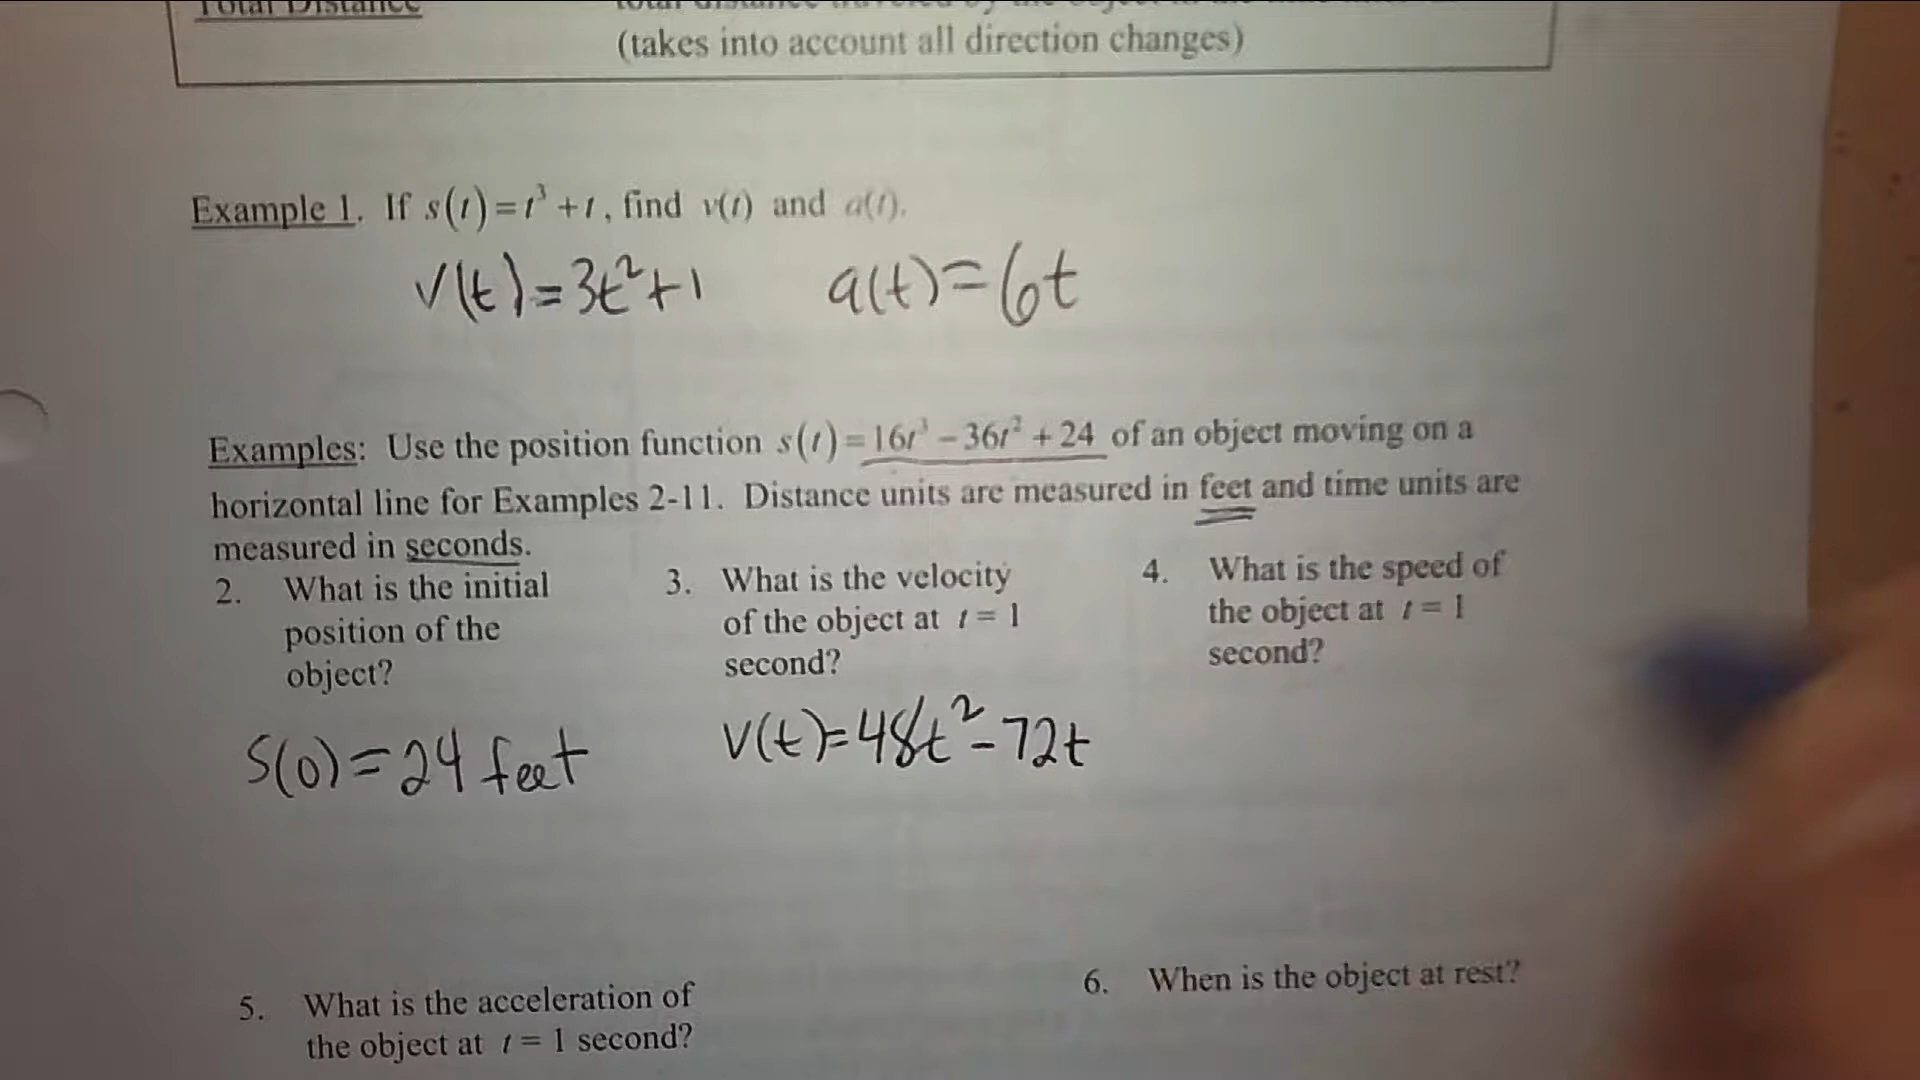 Total Distance
(takes into account all direction changes)
Example 1. If s(t) = t³ + t, find v(t) and a(t).
v(t) = 3t² + 1 a(t) = 6t
Examples: Use the position function s(t) = 16t³ − 36t² + 24 of an object moving on a
horizontal line for Examples 2-11. Distance units are measured in feet and time units are
measured in seconds.
2. What is the initial
position of the
object?
3. What is the velocity
of the object at t = 1
second?
4. What is the speed of
the object at t = 1
second?
S(0) = 24 feet
v(t) = 48t² − 72t
5. What is the acceleration of
the object at t = 1 second?
6. When is the object at rest?